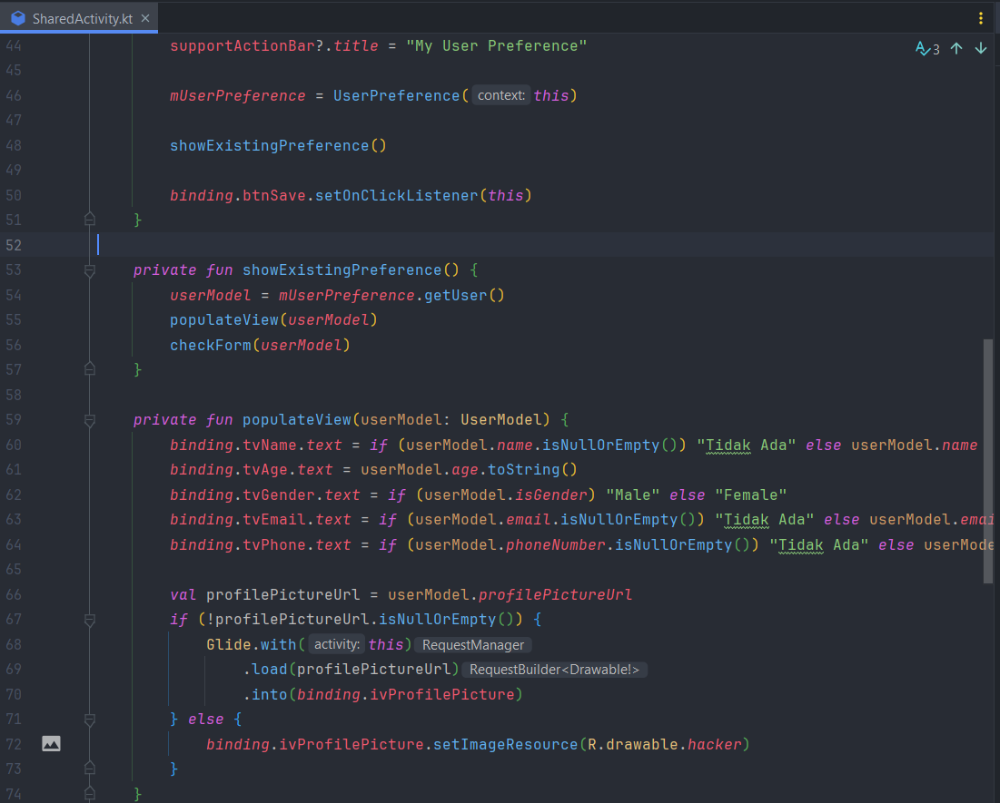 SharedActivity.kt
44 supportActionBar?.title = "My User Preference"
3
45
46 mUserPreference = UserPreference( context: this)
47
48 showExistingPreference()
49
50 binding.btnSave.setOnClickListener(this)
51 }
52
53 private fun showExistingPreference() {
54 userModel = mUserPreference.getUser()
55 populateView(userModel)
56 checkForm(userModel)
57 }
58
59 private fun populateView(userModel: UserModel) {
60 binding.tvName.text = if (userModel.name.isNullOrEmpty()) "Tidak Ada" else userModel.name
61 binding.tvAge.text = userModel.age.toString()
62 binding.tvGender.text = if (userModel.isGender) "Male" else "Female"
63 binding.tvEmail.text = if (userModel.email.isNullOrEmpty()) "Tidak Ada" else userModel.emai
64 binding.tvPhone.text = if (userModel.phoneNumber.isNullOrEmpty()) "Tidak Ada" else userMode
65
66 val profilePictureUrl = userModel.profilePictureUrl
67 if (!profilePictureUrl.isNullOrEmpty()) {
68 Glide.with( activity: this) RequestManager
69 .load(profilePictureUrl) RequestBuilder<Drawable!>
70 .into(binding.ivProfilePicture)
71 } else {
72 binding.ivProfilePicture.setImageResource(R.drawable.hacker)
73 }
74 }